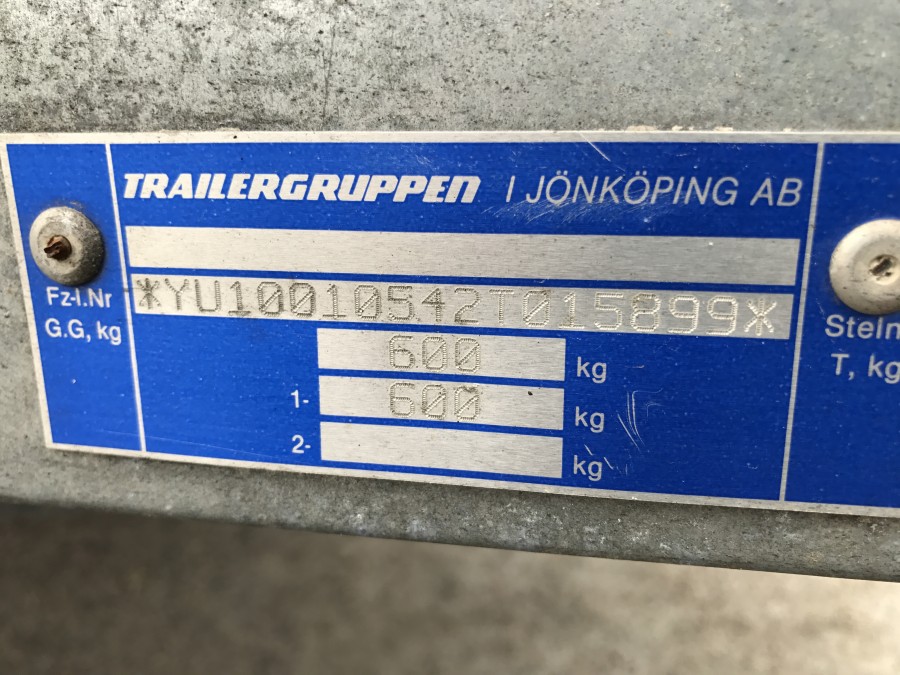 TRAILERGRUPPEN I JÖNKÖPING AB
Fz-I.Nr *YU10010542T015899*
G.G, kg 600 kg
1- 600 kg
2- kg
Steln
T, kg